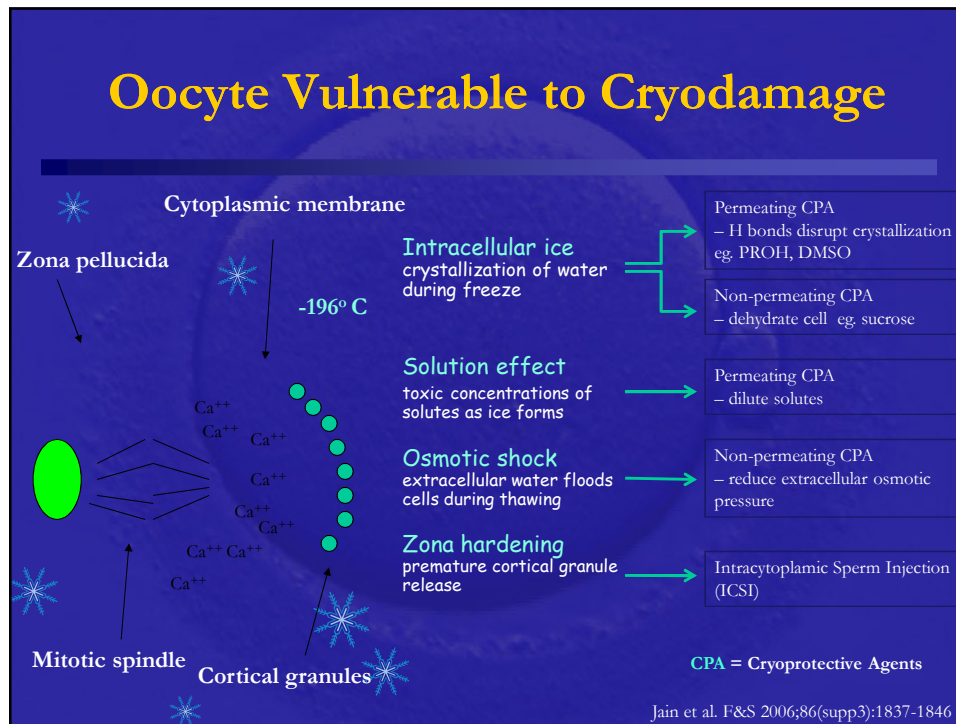 Oocyte Vulnerable to Cryodamage
Cytoplasmic membrane
Zona pellucida
-196° C
Ca⁺⁺
Ca⁺⁺
Ca⁺⁺
Ca⁺⁺
Ca⁺⁺
Ca⁺⁺
Ca⁺⁺ Ca⁺⁺
Ca⁺⁺
Mitotic spindle
Cortical granules
Intracellular ice
crystallization of water
during freeze
Permeating CPA
– H bonds disrupt crystallization
eg. PROH, DMSO
Non-permeating CPA
– dehydrate cell eg. sucrose
Solution effect
toxic concentrations of
solutes as ice forms
Permeating CPA
– dilute solutes
Osmotic shock
extracellular water floods
cells during thawing
Non-permeating CPA
– reduce extracellular osmotic
pressure
Zona hardening
premature cortical granule
release
Intracytoplamic Sperm Injection
(ICSI)
CPA = Cryoprotective Agents
Jain et al. F&S 2006;86(supp3):1837-1846